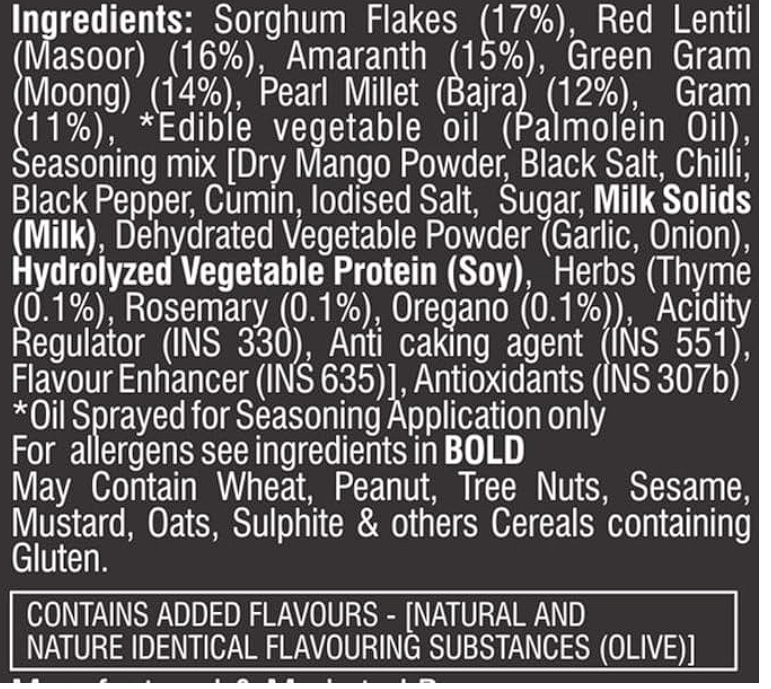 Ingredients: Sorghum Flakes (17%), Red Lentil
(Masoor) (16%), Amaranth (15%), Green Gram
(Moong) (14%), Pearl Millet (Bajra) (12%), Gram
(11%), *Edible vegetable oil (Palmolein Oil),
Seasoning mix [Dry Mango Powder, Black Salt, Chilli,
Black Pepper, Cumin, Iodised Salt, Sugar, Milk Solids
(Milk), Dehydrated Vegetable Powder (Garlic, Onion),
Hydrolyzed Vegetable Protein (Soy), Herbs (Thyme
(0.1%), Rosemary (0.1%), Oregano (0.1%)), Acidity
Regulator (INS 330), Anti caking agent (INS 551),
Flavour Enhancer (INS 635)], Antioxidants (INS 307b)
*Oil Sprayed for Seasoning Application only
For allergens see ingredients in BOLD
May Contain Wheat, Peanut, Tree Nuts, Sesame,
Mustard, Oats, Sulphite & others Cereals containing
Gluten.
CONTAINS ADDED FLAVOURS - [NATURAL AND
NATURE IDENTICAL FLAVOURING SUBSTANCES (OLIVE)]